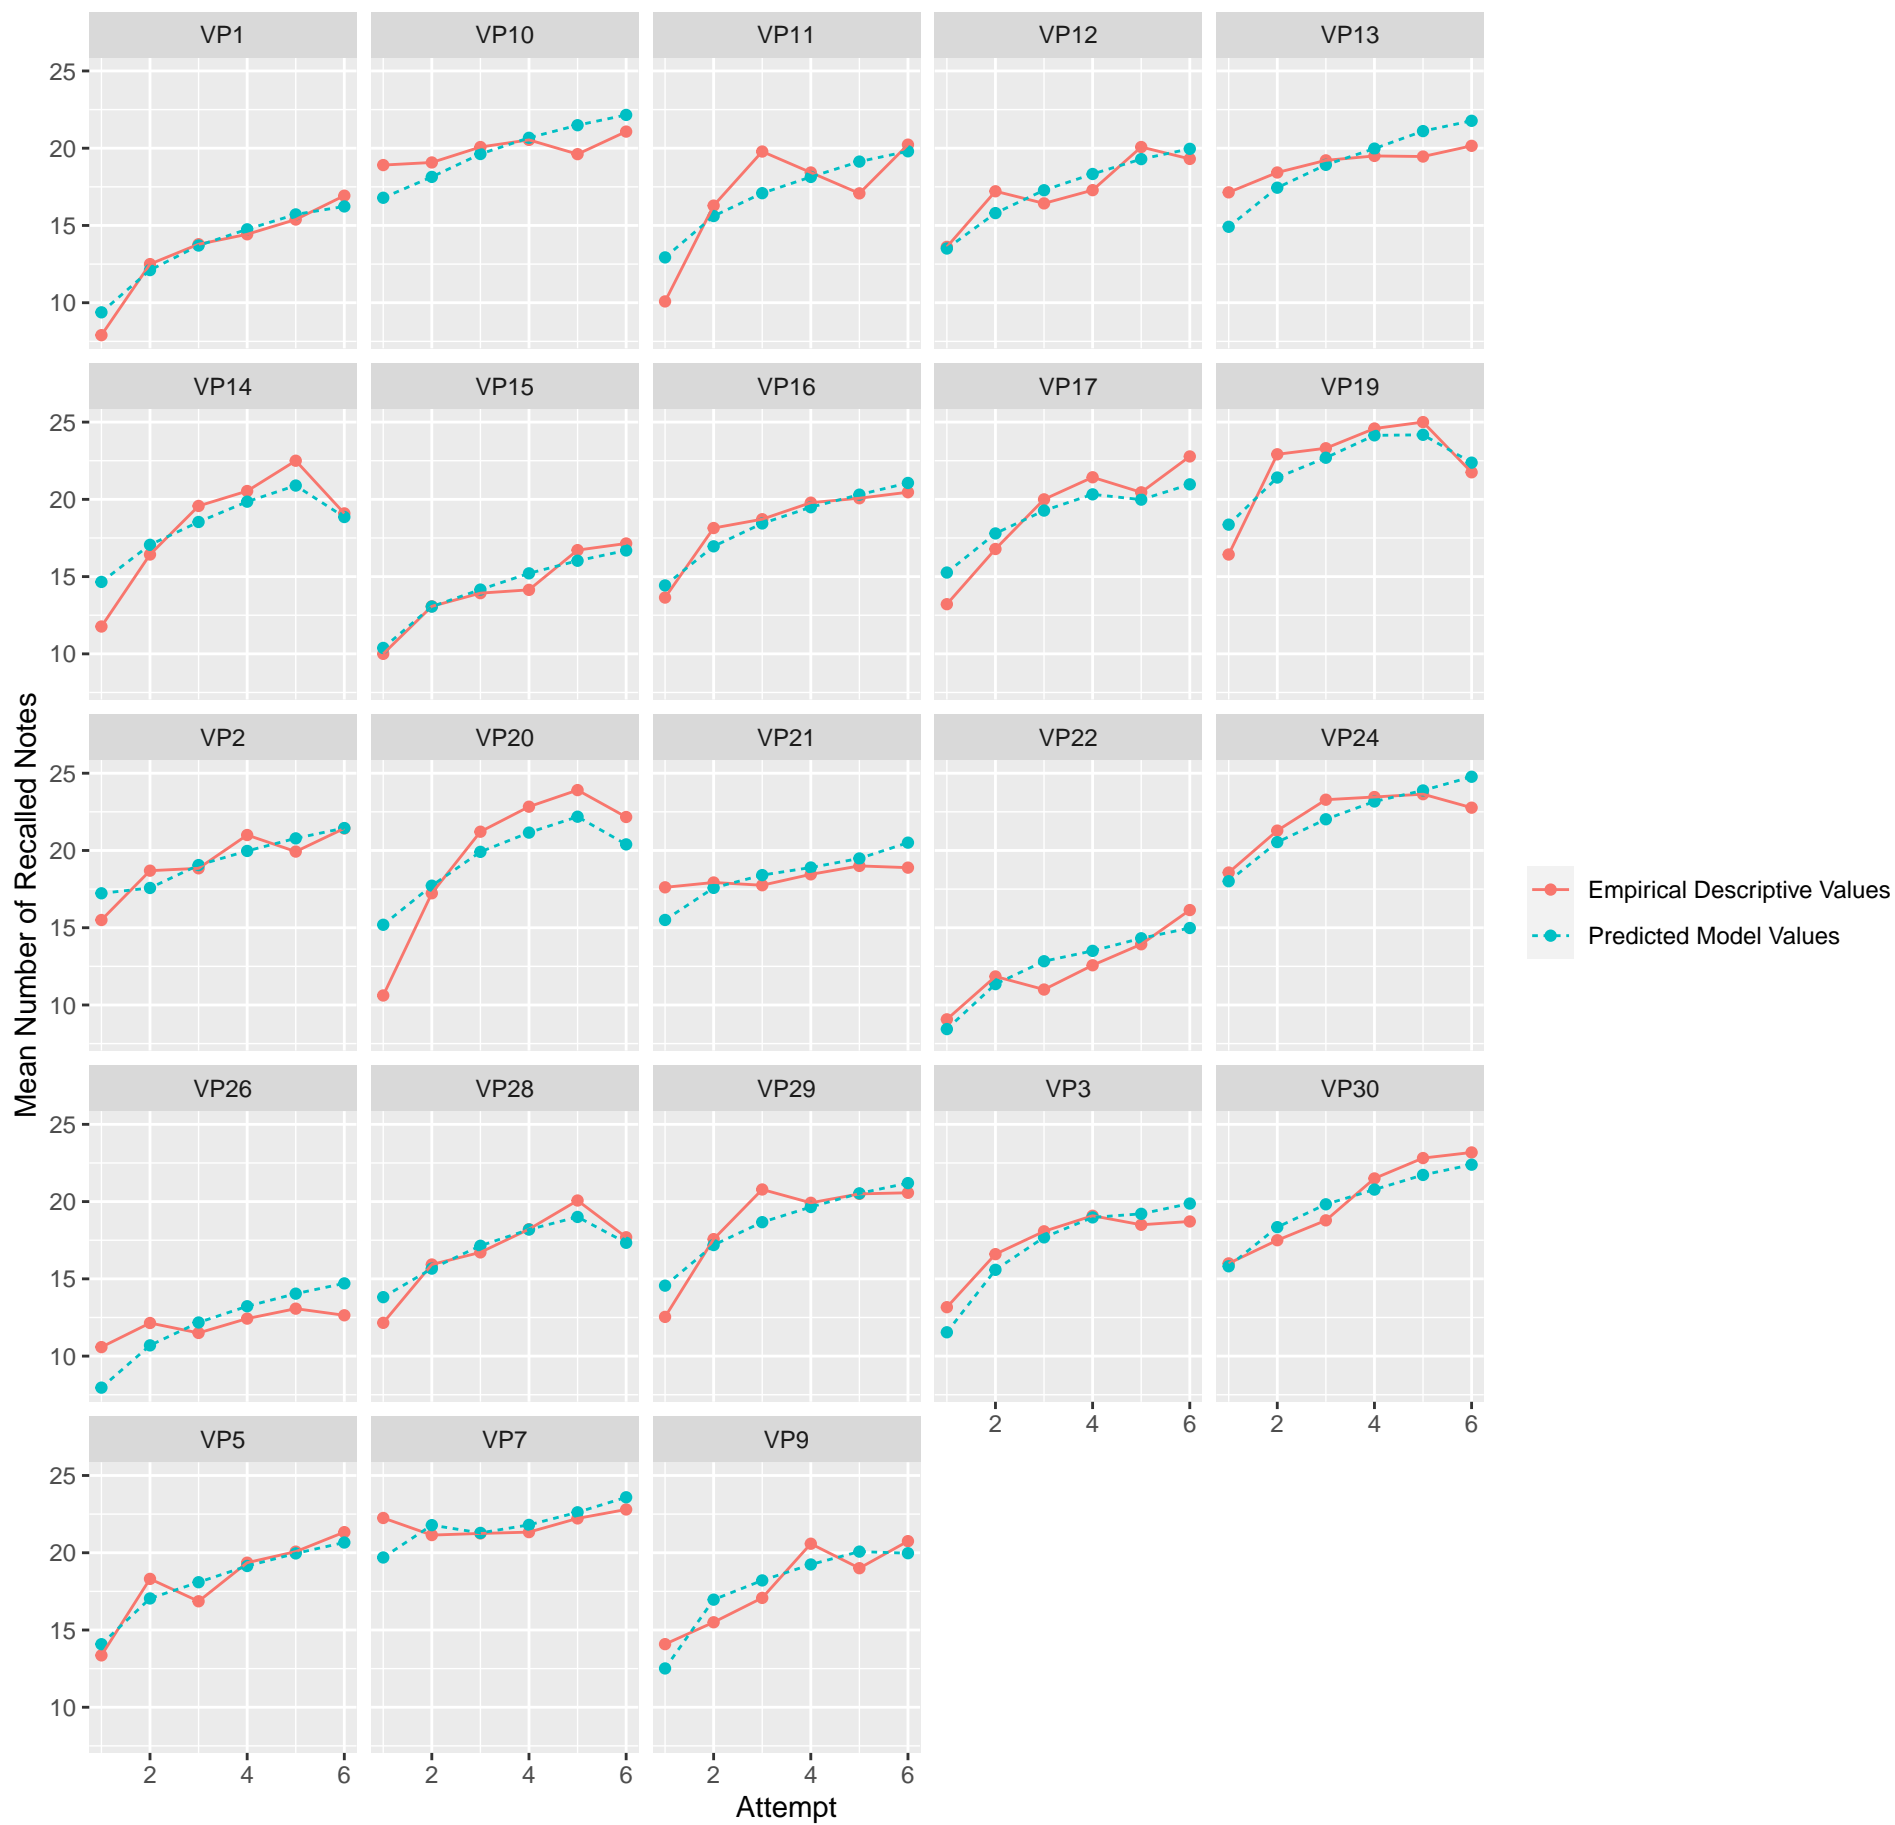 VP1 VP10 VP11 VP12 VP13
25
20
15
10
VP14 VP15 VP16 VP17 VP19
25
20
15
10
VP2 VP20 VP21 VP22 VP24
25
20
15
10
Mean Number of Recalled Notes
Empirical Descriptive Values
Predicted Model Values
VP26 VP28 VP29 VP3 VP30
25
20
15
10
2 4 6 2 4 6
VP5 VP7 VP9
25
20
15
10
2 4 6 2 4 6 2 4 6
Attempt